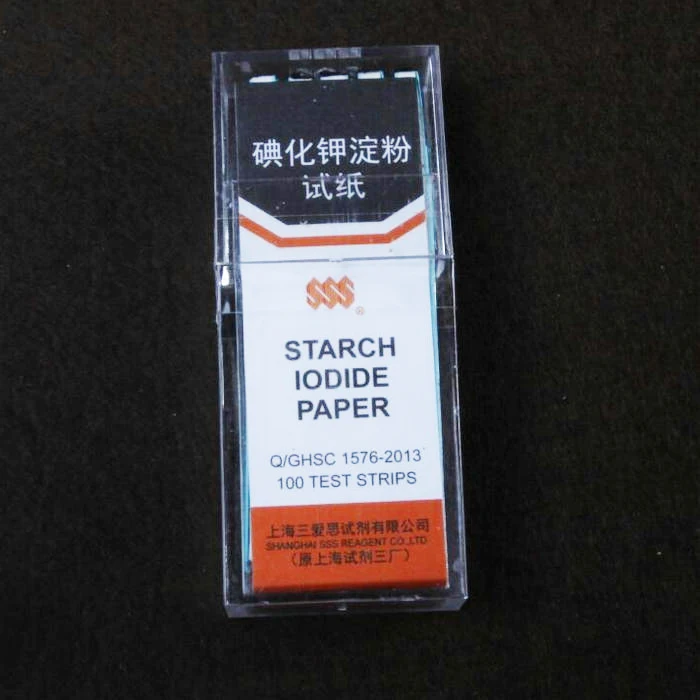 碘化钾淀粉
试纸
SSS
®
STARCH
IODIDE
PAPER
Q/GHSC 1576-2013
100 TEST STRIPS
上海三爱思试剂有限公司
SHANGHAI SSS REAGENT CO.,LTD
（原上海试剂三厂）